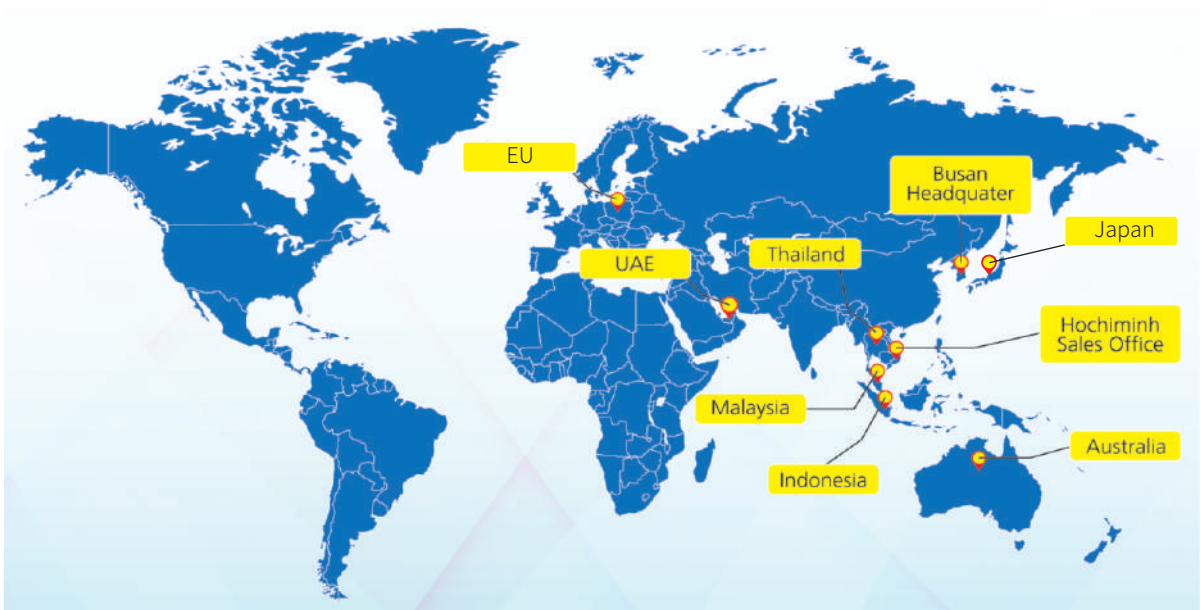 EU
Busan
Headquater
Japan
Thailand
UAE
Hochiminh
Sales Office
Malaysia
Australia
Indonesia